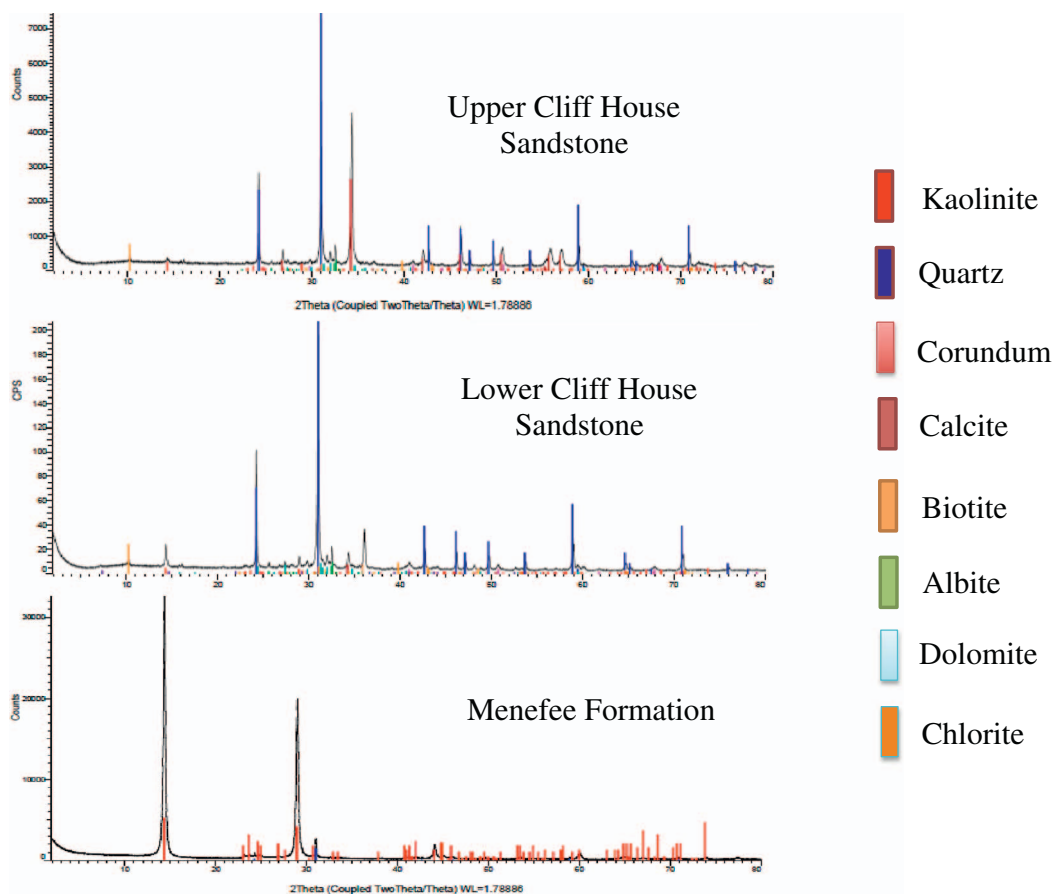 7000
6000
5000
4000
3000
2000
1000
0
Counts
Upper Cliff House
Sandstone
10 20 30 40 50 60 70 80
2Theta (Coupled TwoTheta/Theta) WL=1.78886
200
180
160
140
120
100
80
60
40
20
0
CPS
Lower Cliff House
Sandstone
10 20 30 40 50 60 70 80
30000
20000
10000
0
Counts
Menefee Formation
10 20 30 40 50 60 70 80
2Theta (Coupled TwoTheta/Theta) WL=1.78886
Kaolinite
Quartz
Corundum
Calcite
Biotite
Albite
Dolomite
Chlorite